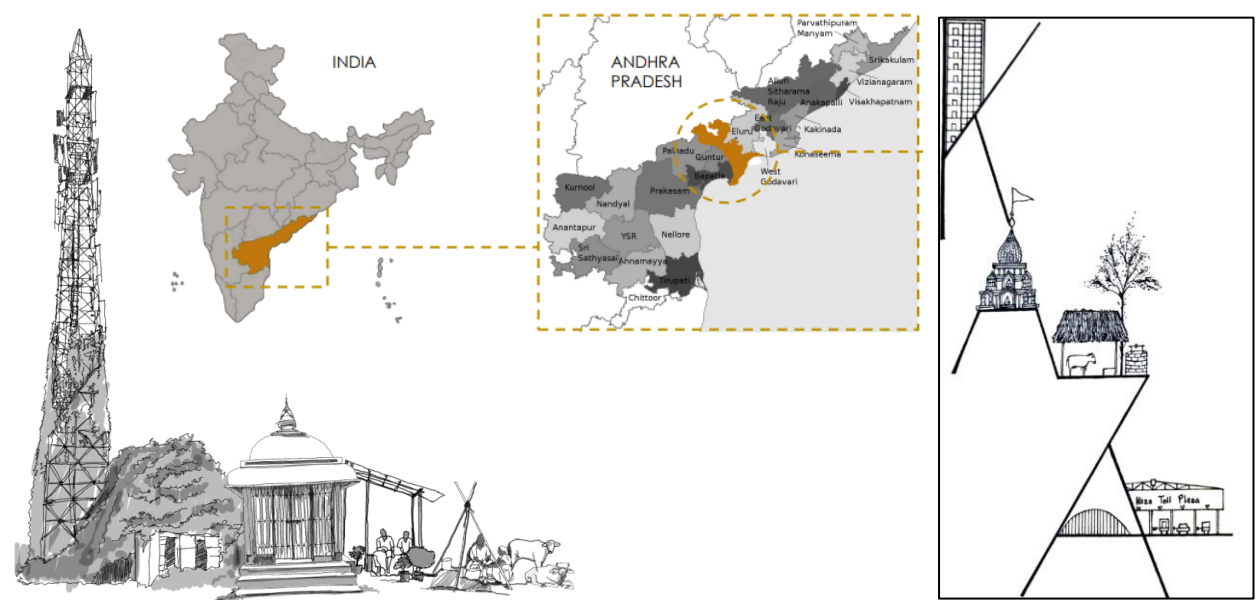 INDIA
ANDHRA
PRADESH
Parvathipuram
Manyam
Srikakulam
Vizianagaram
Alluri
Sitharama
Raju
Anakapalli
Visakhapatnam
East
Godavari
Kakinada
Eluru
Konaseema
Palnadu
Guntur
West
Godavari
Bapatla
Kurnool
Prakasam
Nandyal
Anantapur
YSR
Nellore
Sri
Sathyasai
Annamayya
Tirupati
Chittoor
Kaza Toll Plaza